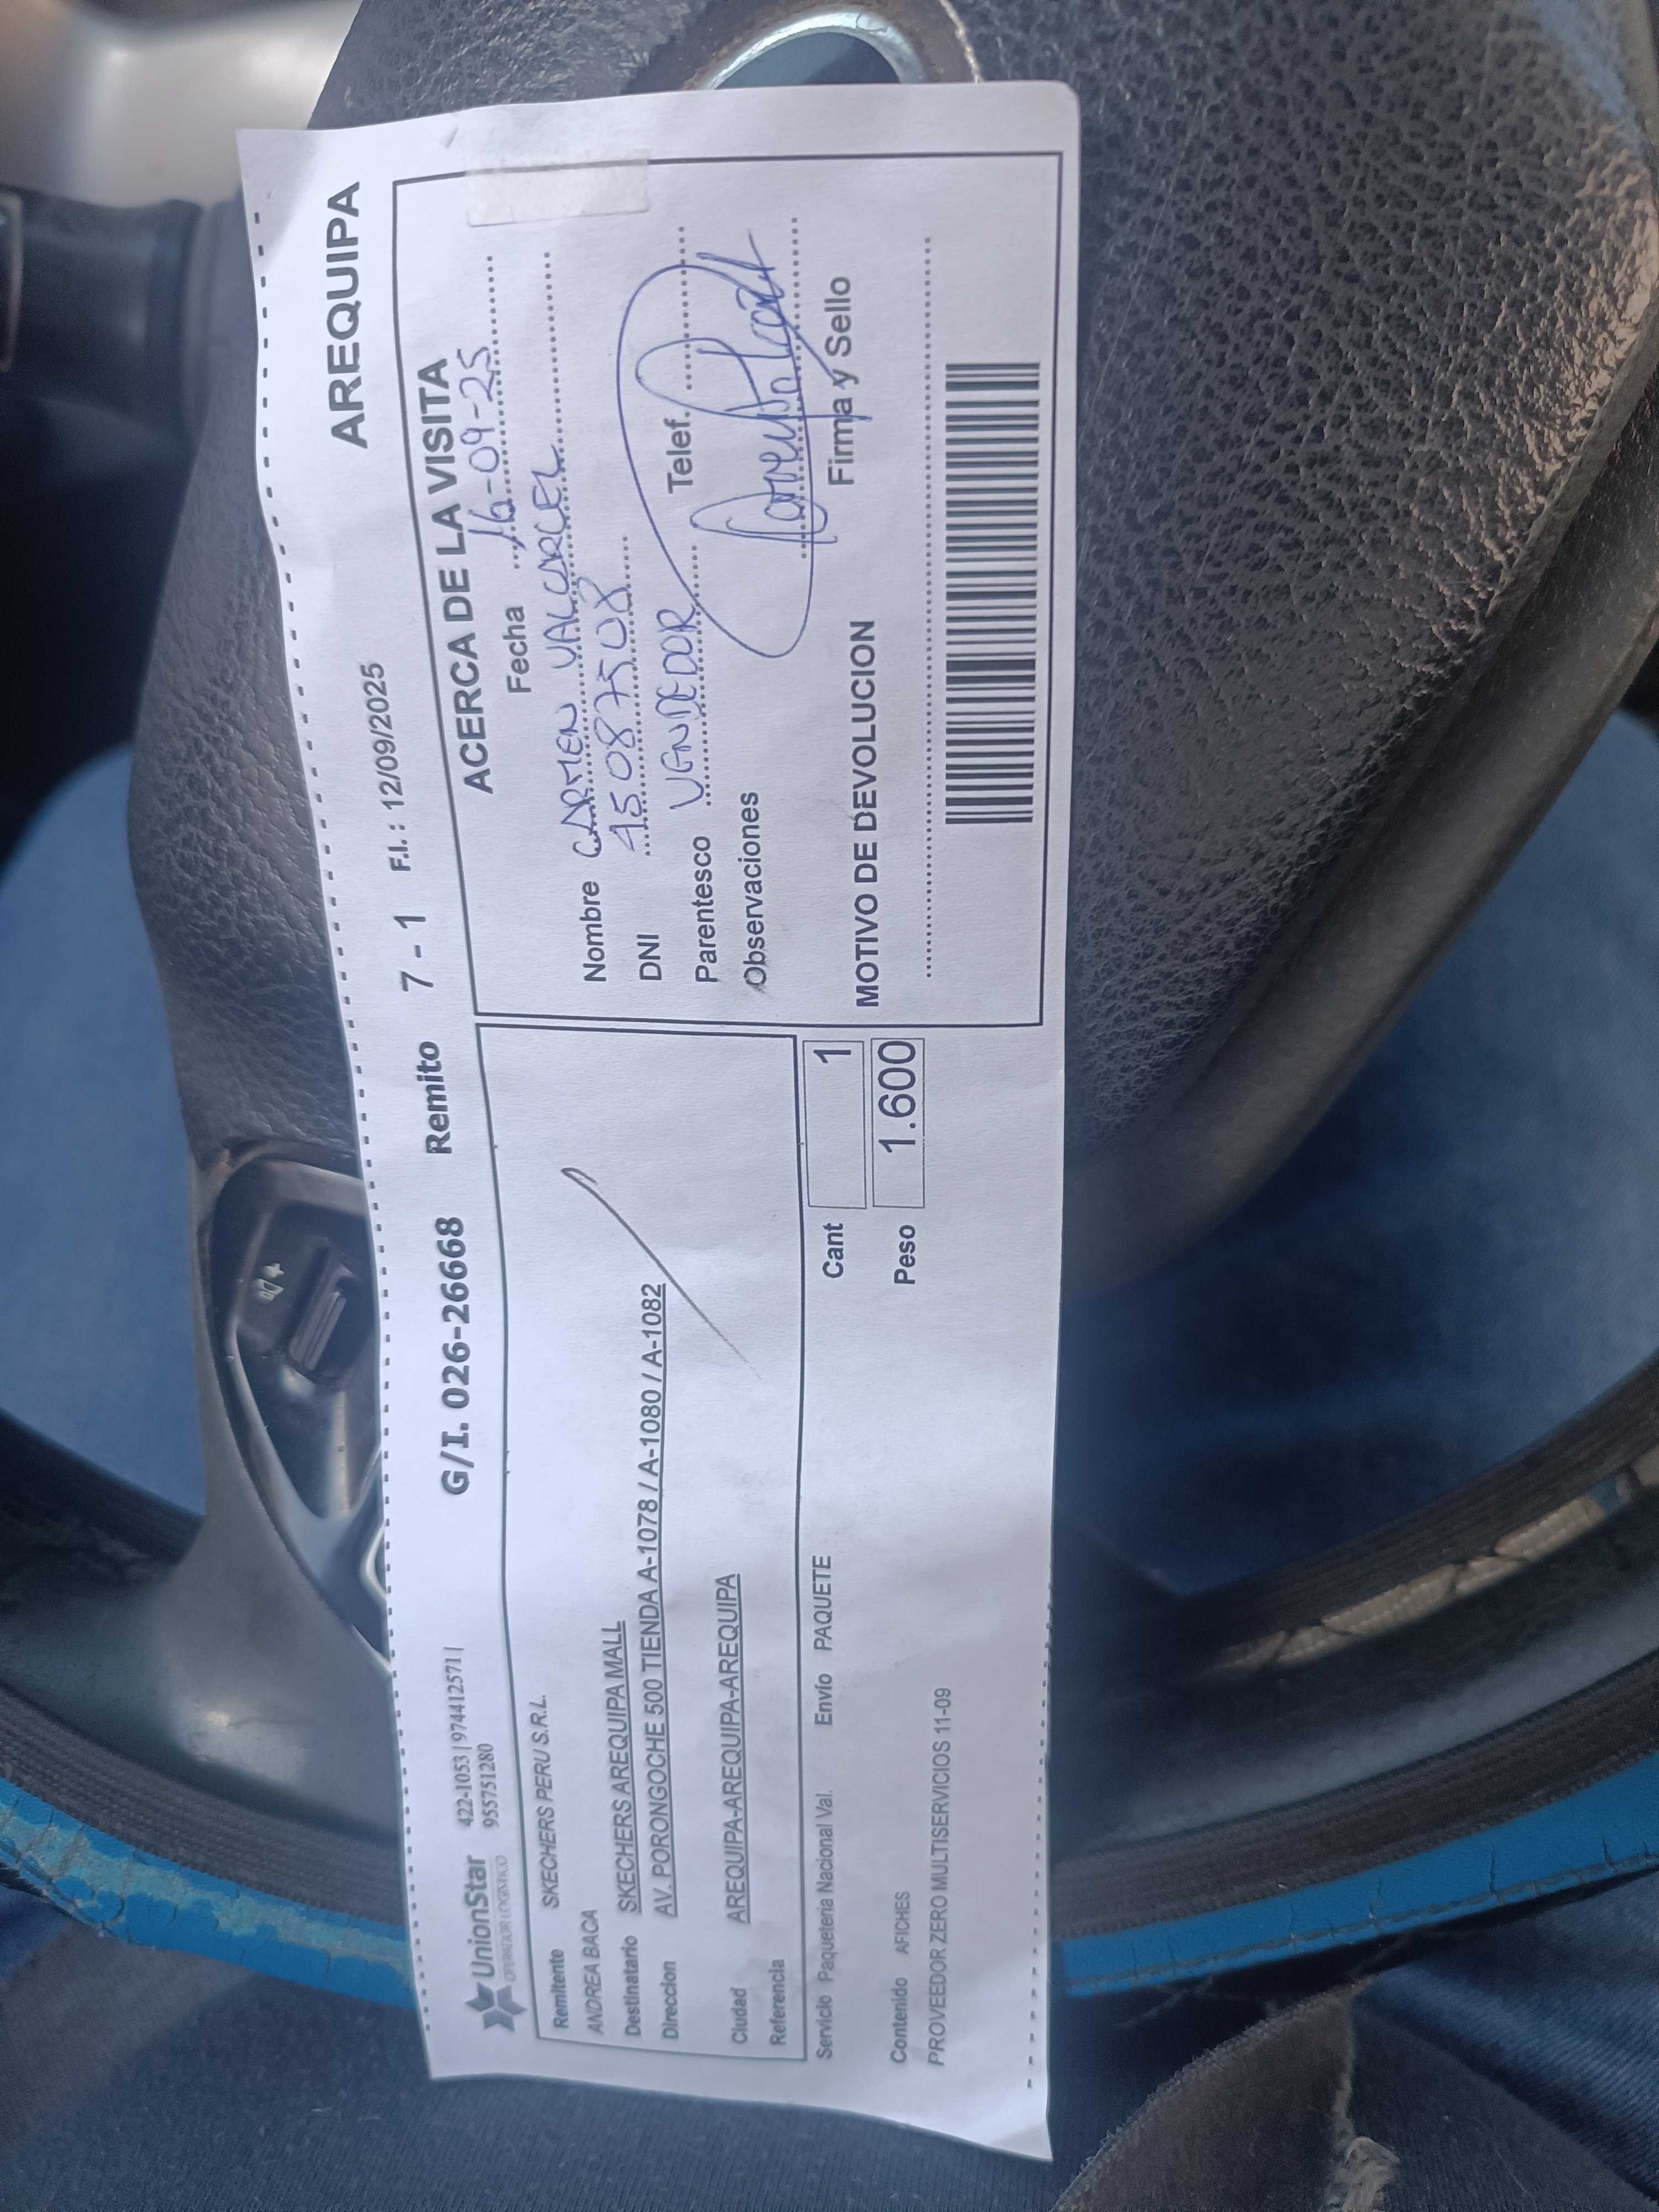 UnionStar
OPERADOR LOGISTICO
422-1053 | 974412571 |
955751280
G/I. 026-26668 Remito 7 - 1 F.I.: 12/09/2025 AREQUIPA
Remitente SKECHERS PERU S.R.L.
ANDREA BACA
Destinatario SKECHERS AREQUIPA MALL
Direccion AV. PORONGOCHE 500 TIENDA A-1078 / A-1080 / A-1082
Ciudad AREQUIPA-AREQUIPA-AREQUIPA
Referencia
Servicio Paqueteria Nacional Val. Envío PAQUETE Cant 1
Peso 1.600
Contenido AFICHES
PROVEEDOR ZERO MULTISERVICIOS 11-09
ACERCA DE LA VISITA
Fecha 16-09-25
Nombre CARMEN VALCARCEL
DNI 45087508
Parentesco VENDEDOR Telef.
Observaciones
Firma y Sello
MOTIVO DE DEVOLUCION